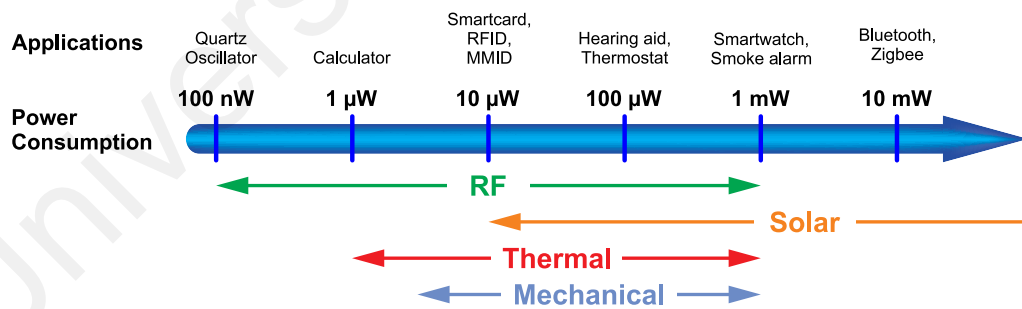 Applications
Quartz
Oscillator
Calculator
Smartcard,
RFID,
MMID
Hearing aid,
Thermostat
Smartwatch,
Smoke alarm
Bluetooth,
Zigbee
Power
Consumption
100 nW
1 µW
10 µW
100 µW
1 mW
10 mW
RF
Solar
Thermal
Mechanical